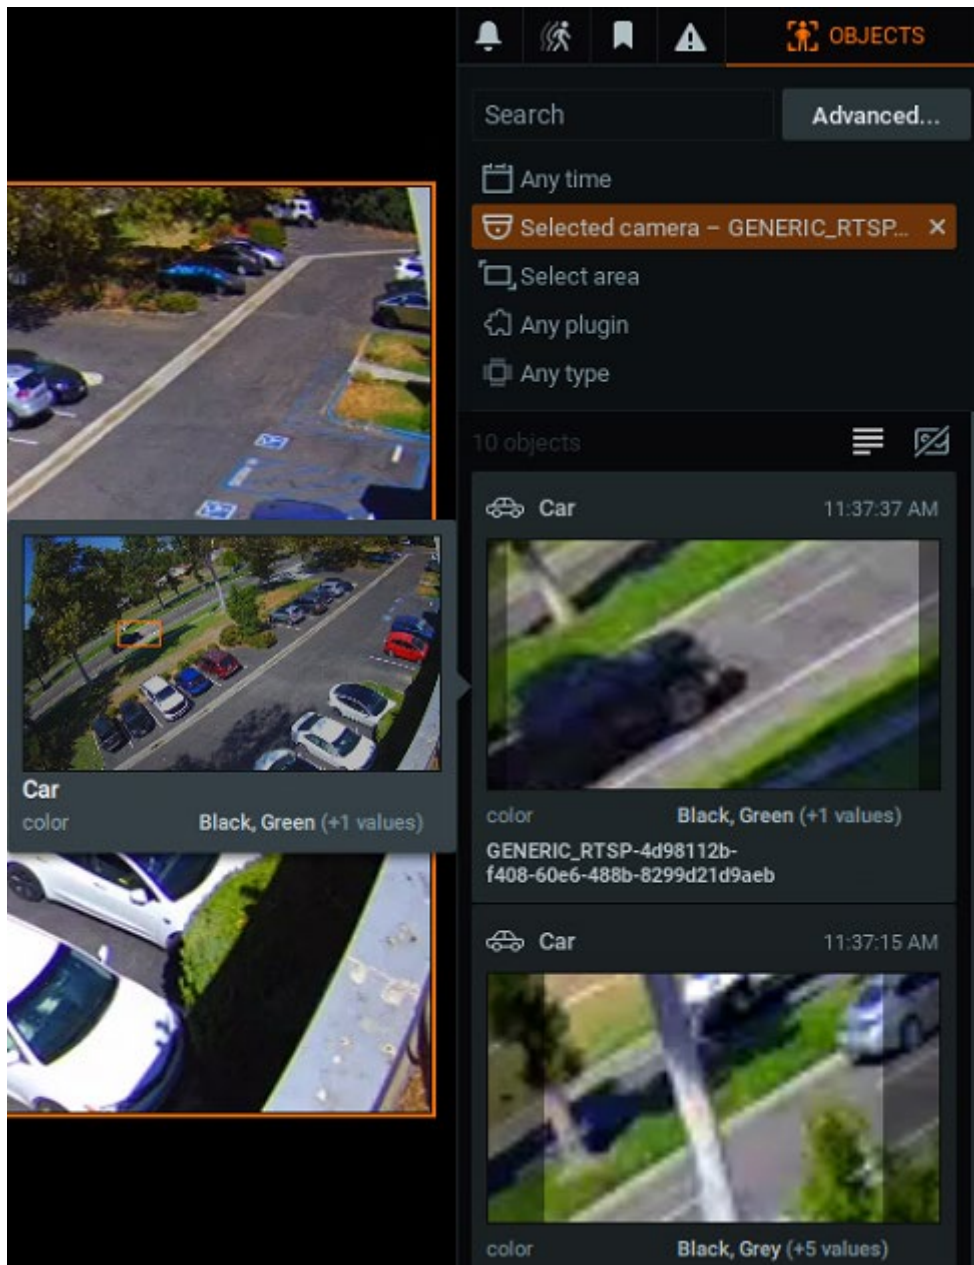 OBJECTS
Search
Advanced...
Any time
Selected camera – GENERIC_RTSP...
Select area
Any plugin
Any type
10 objects
Car
11:37:37 AM
color
Black, Green (+1 values)
GENERIC_RTSP-4d98112b-
f408-60e6-488b-8299d21d9aeb
Car
color
Black, Green (+1 values)
Car
11:37:15 AM
color
Black, Grey (+5 values)